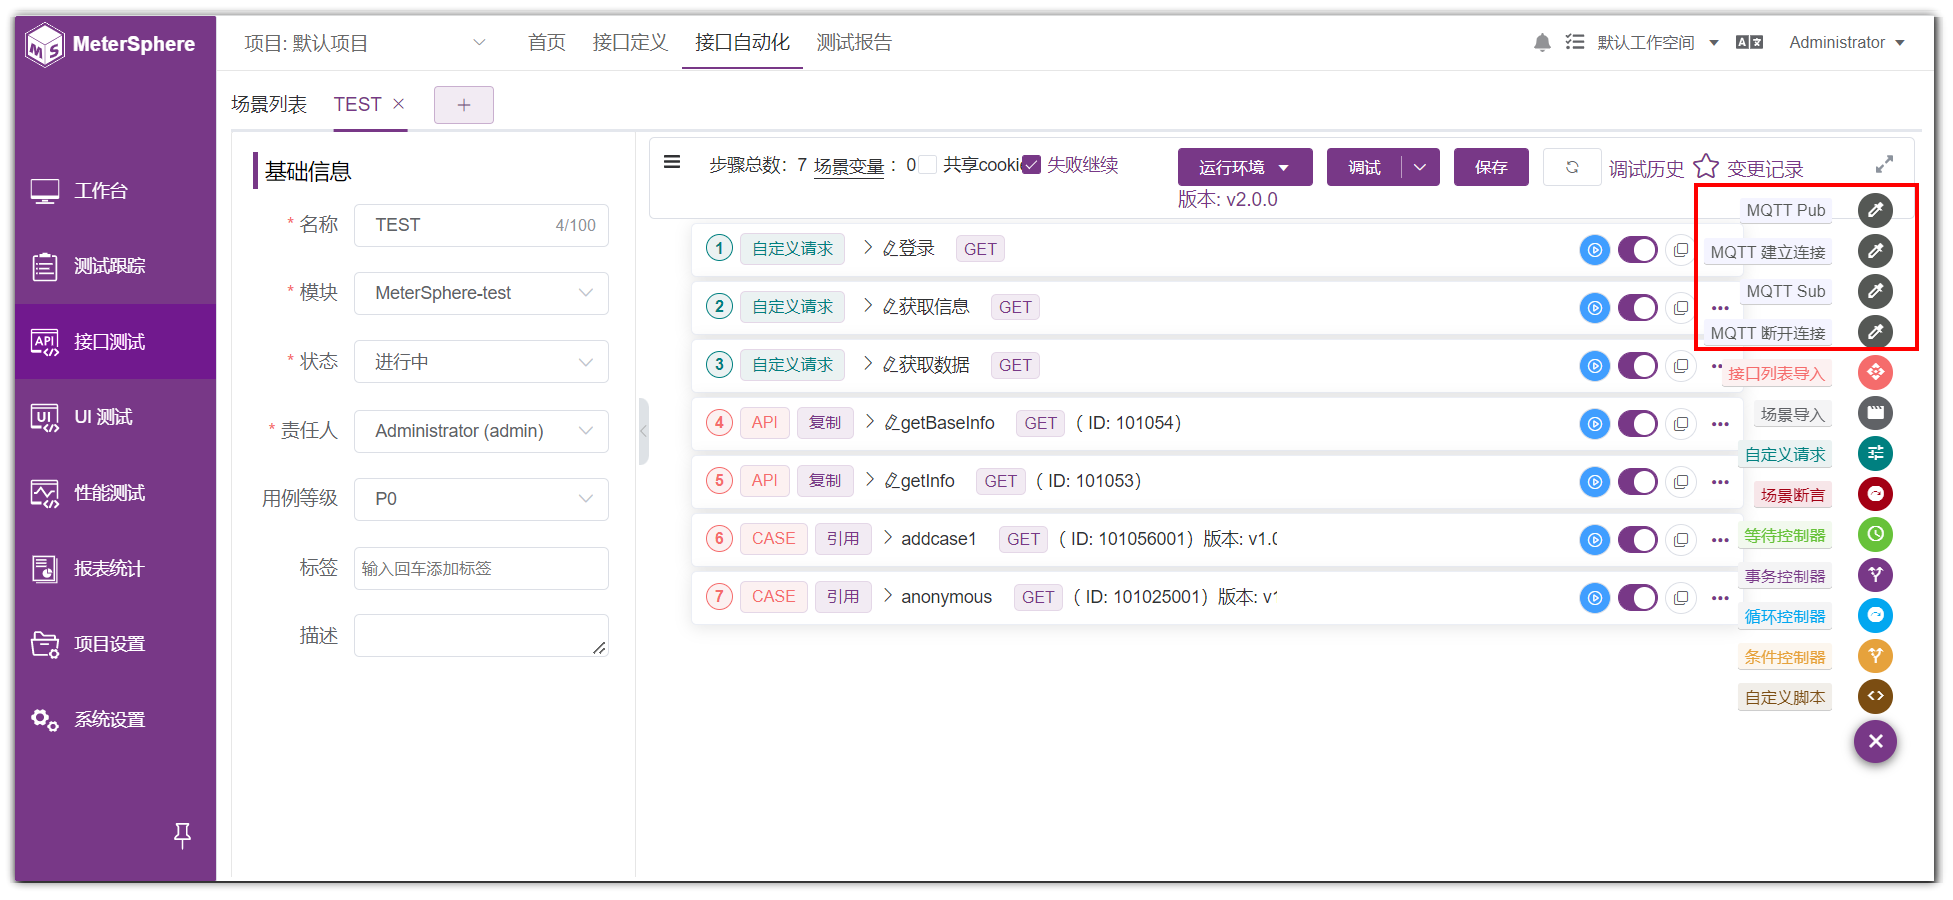 MeterSphere
项目: 默认项目
首页
接口定义
接口自动化
测试报告
默认工作空间
Administrator
工作台
测试跟踪
接口测试
UI 测试
性能测试
报表统计
项目设置
系统设置
场景列表
TEST
基础信息
* 名称
TEST
4/100
* 模块
MeterSphere-test
* 状态
进行中
* 责任人
Administrator (admin)
用例等级
P0
标签
输入回车添加标签
描述
步骤总数: 7 场景变量 : 0 共享cooki 失败继续
运行环境
调试
保存
调试历史
变更记录
版本: v2.0.0
1 自定义请求 登录 GET
2 自定义请求 获取信息 GET
3 自定义请求 获取数据 GET
4 API 复制 getBaseInfo GET ( ID: 101054)
5 API 复制 getInfo GET ( ID: 101053)
6 CASE 引用 addcase1 GET ( ID: 101056001) 版本: v1.0
7 CASE 引用 anonymous GET ( ID: 101025001) 版本: v1
MQTT Pub
MQTT 建立连接
MQTT Sub
MQTT 断开连接
接口列表导入
场景导入
自定义请求
场景断言
等待控制器
事务控制器
循环控制器
条件控制器
自定义脚本